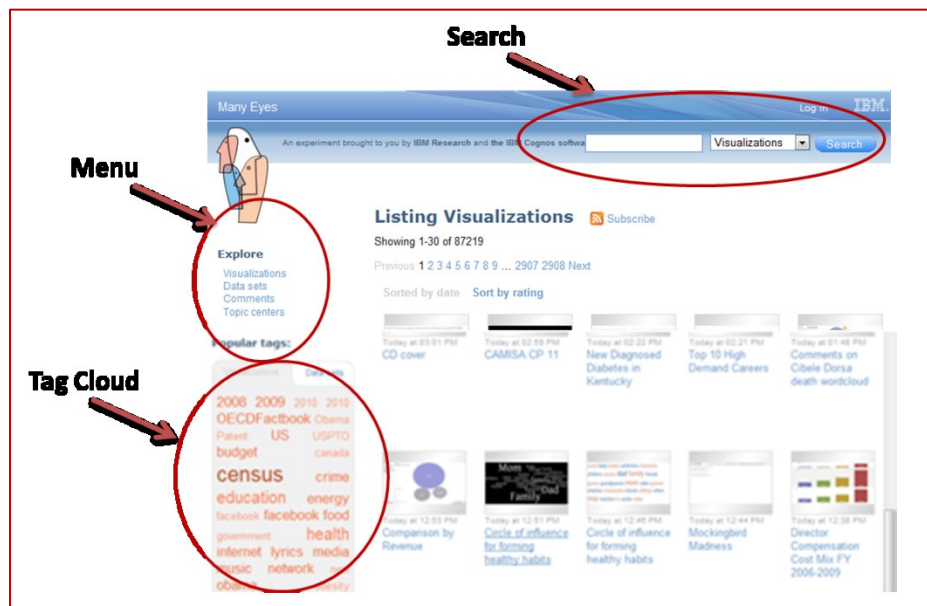 Search
Many Eyes
Log In
IBM.
An experiment brought to you by IBM Research and the IBM Cognos softwa
Visualizations
Search
Menu
Listing Visualizations
Subscribe
Showing 1-30 of 87219
Previous 1 2 3 4 5 6 7 8 9 ... 2907 2908 Next
Sorted by date Sort by rating
Explore
Visualizations
Data sets
Comments
Topic centers
Popular tags:
Tag Cloud
Data sets
2008 2009 2010 2010
OECDFactbook Obama
Patent US USPTO
budget canada
census crime
education energy
facebook facebook food
government health
internet lyrics media
music network
obama obesity
Today at 03:01 PM
CD cover
Today at 02:59 PM
CAMISA CP 11
Today at 02:22 PM
New Diagnosed
Diabetes in
Kentucky
Today at 02:21 PM
Top 10 High
Demand Careers
Today at 01:48 PM
Comments on
Cibele Dorsa
death wordcloud
Mom
Dad
Family
Today at 12:53 PM
Comparison by
Revenue
Today at 12:51 PM
Circle of influence
for forming
healthy habits
Today at 12:46 PM
Circle of influence
for forming
healthy habits
Today at 12:44 PM
Mockingbird
Madness
Today at 12:38 PM
Director
Compensation
Cost Mix FY
2006-2009